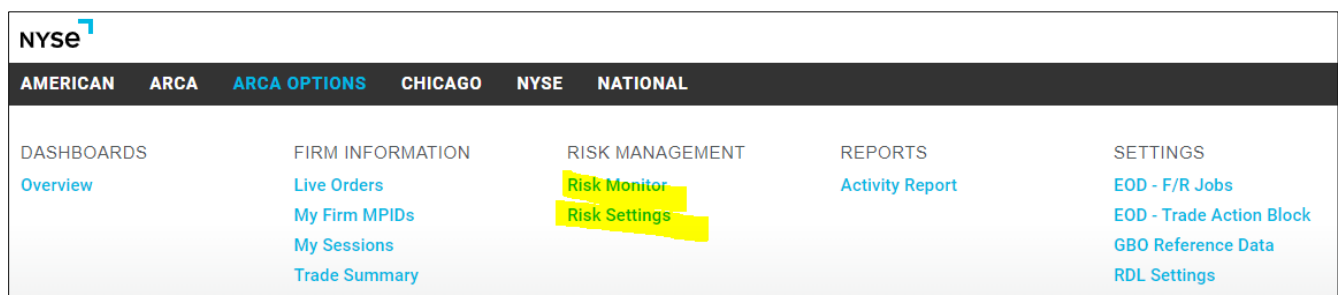 NYSE
AMERICAN ARCA ARCA OPTIONS CHICAGO NYSE NATIONAL
DASHBOARDS
Overview
FIRM INFORMATION
Live Orders
My Firm MPIDs
My Sessions
Trade Summary
RISK MANAGEMENT
Risk Monitor
Risk Settings
REPORTS
Activity Report
SETTINGS
EOD - F/R Jobs
EOD - Trade Action Block
GBO Reference Data
RDL Settings